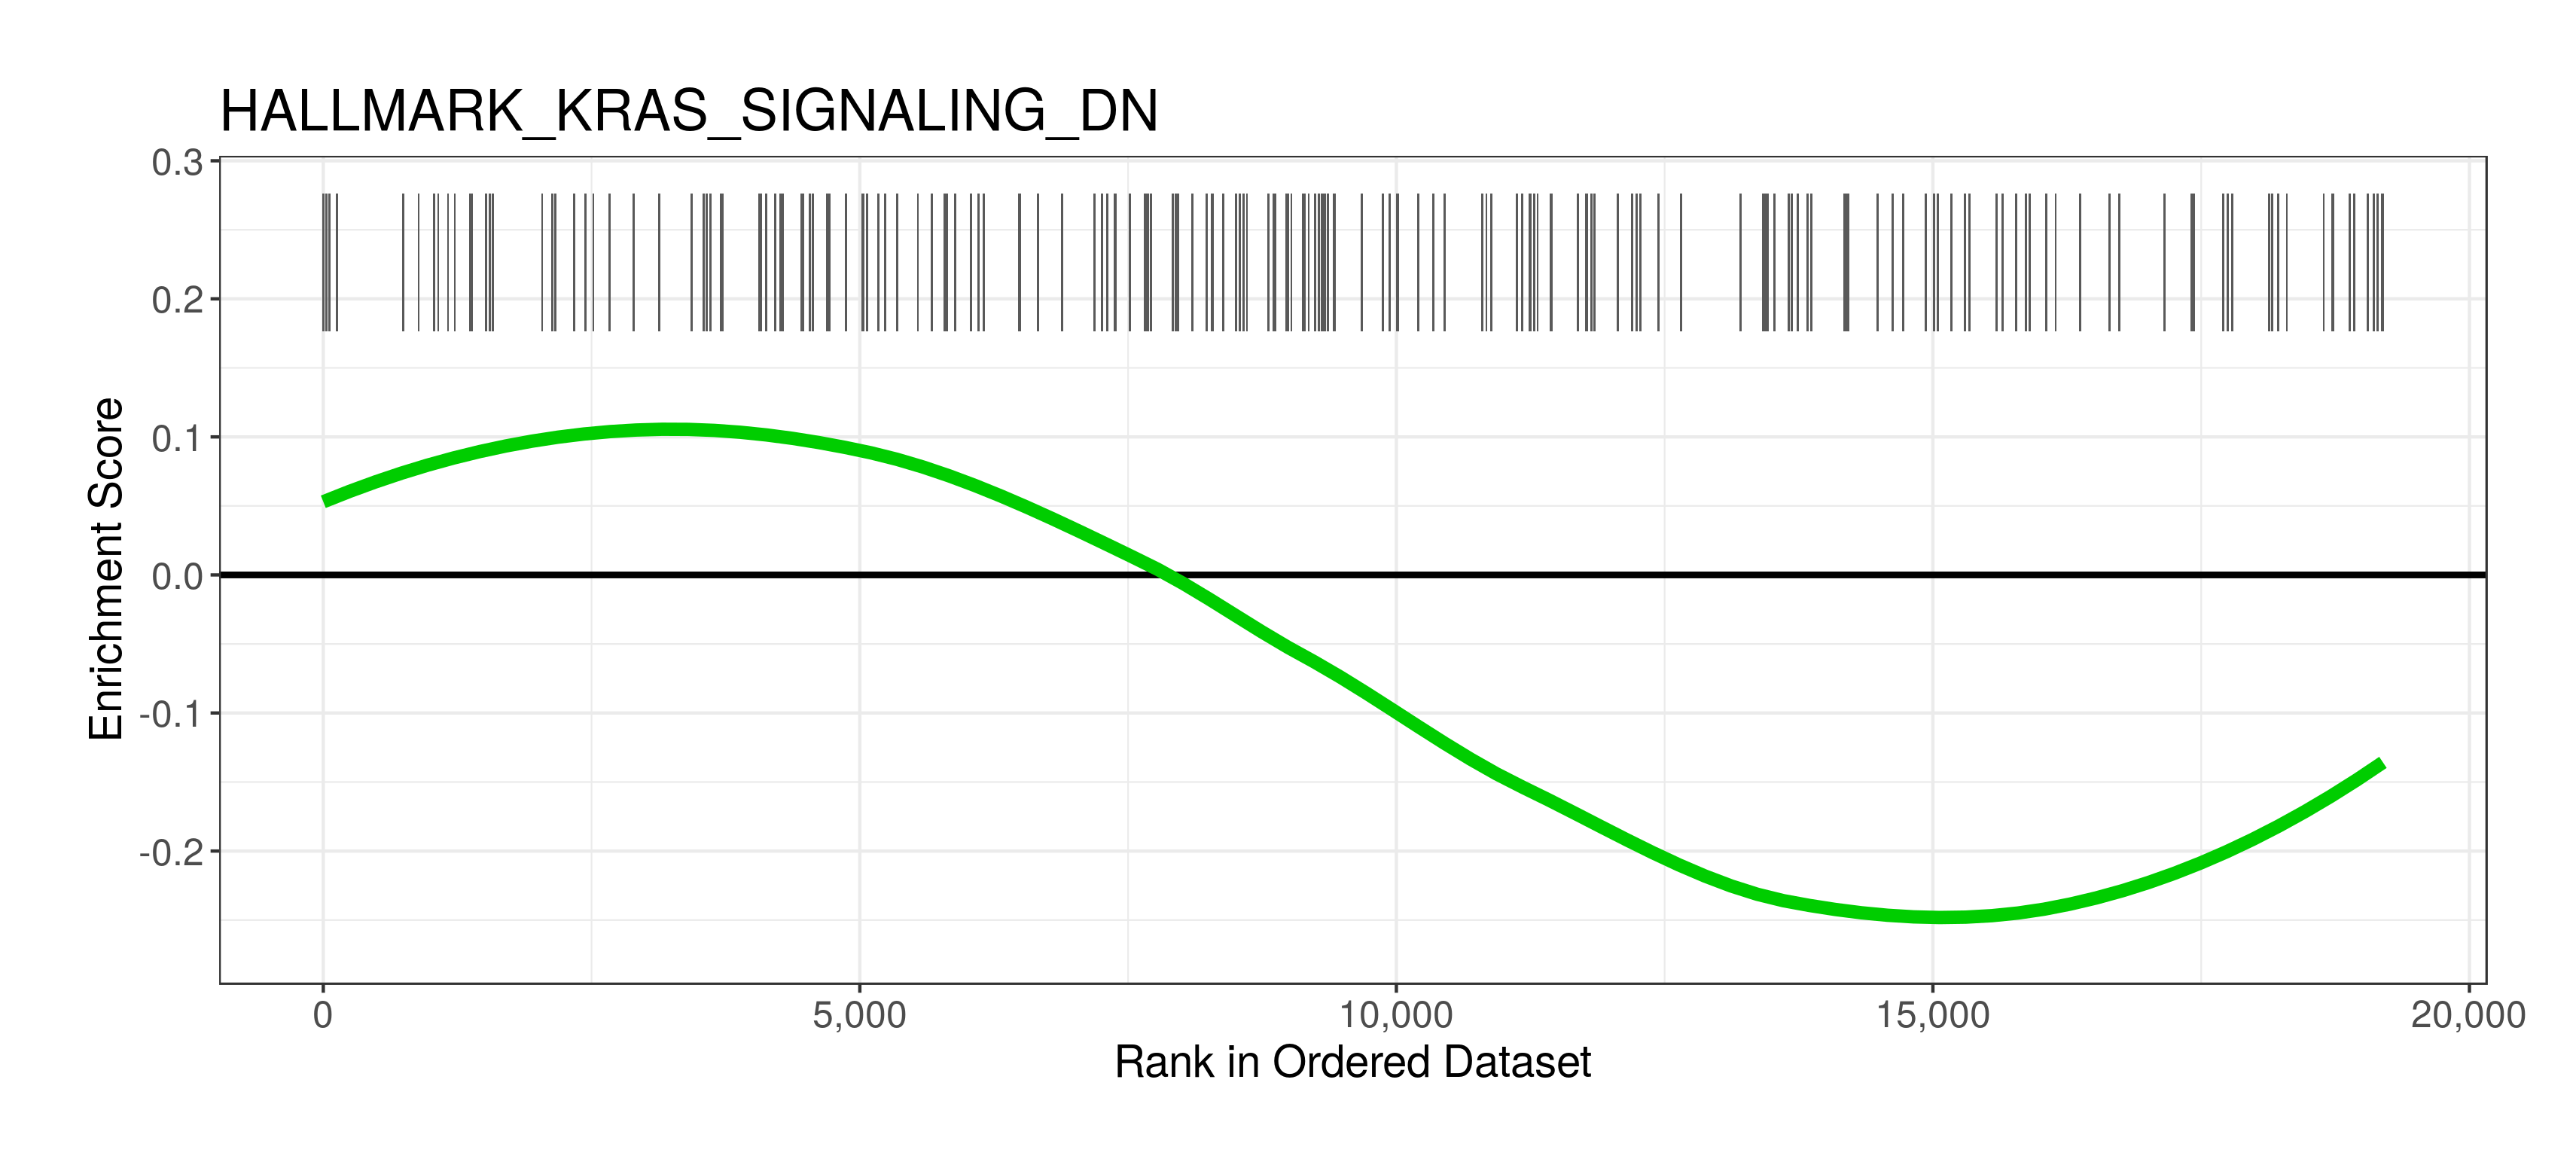 HALLMARK_KRAS_SIGNALING_DN
0.3
0.2
0.1
0.0
-0.1
-0.2
Enrichment Score
0 5,000 10,000 15,000 20,000
Rank in Ordered Dataset